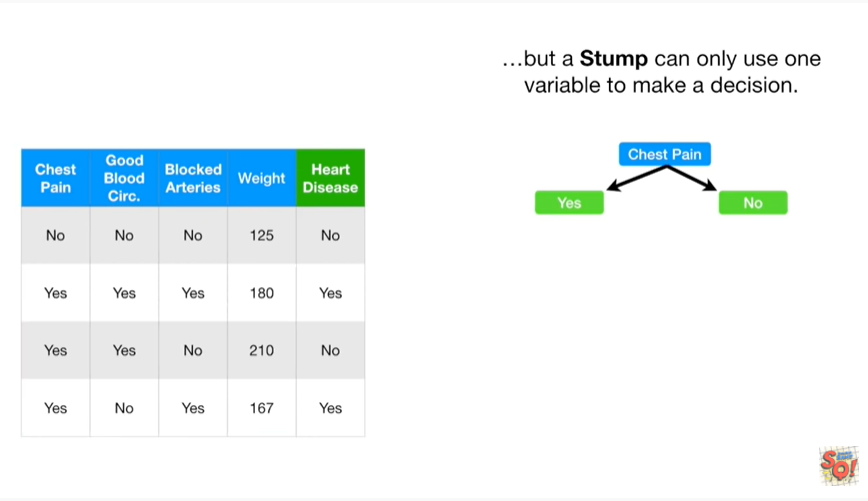 …but a Stump can only use one
variable to make a decision.
Chest Pain
Yes No
Chest Pain Good Blood Circ. Blocked Arteries Weight Heart Disease
No No No 125 No
Yes Yes Yes 180 Yes
Yes Yes No 210 No
Yes No Yes 167 Yes
SQ!